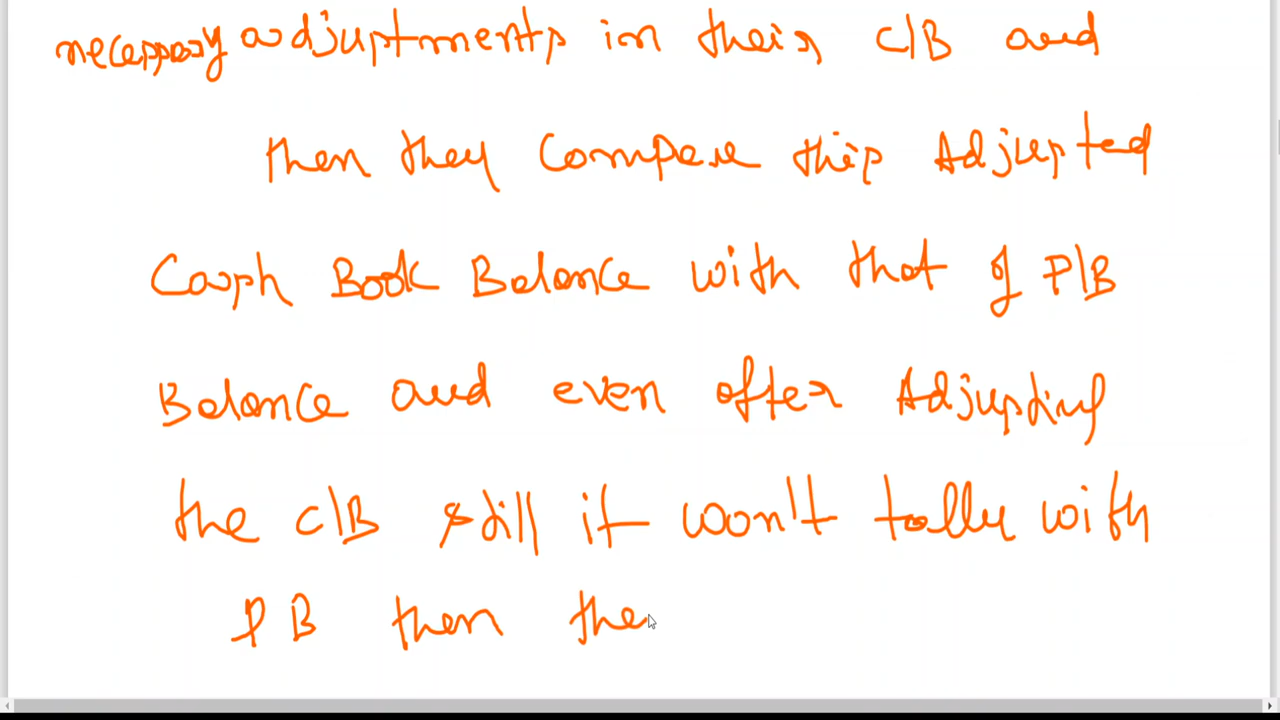 necessary adjustments in their C/B and
then they compare this Adjusted
Cash Book Balance with that of P/B
Balance and even after Adjusting
the C/B still it won't tally with
P B then the